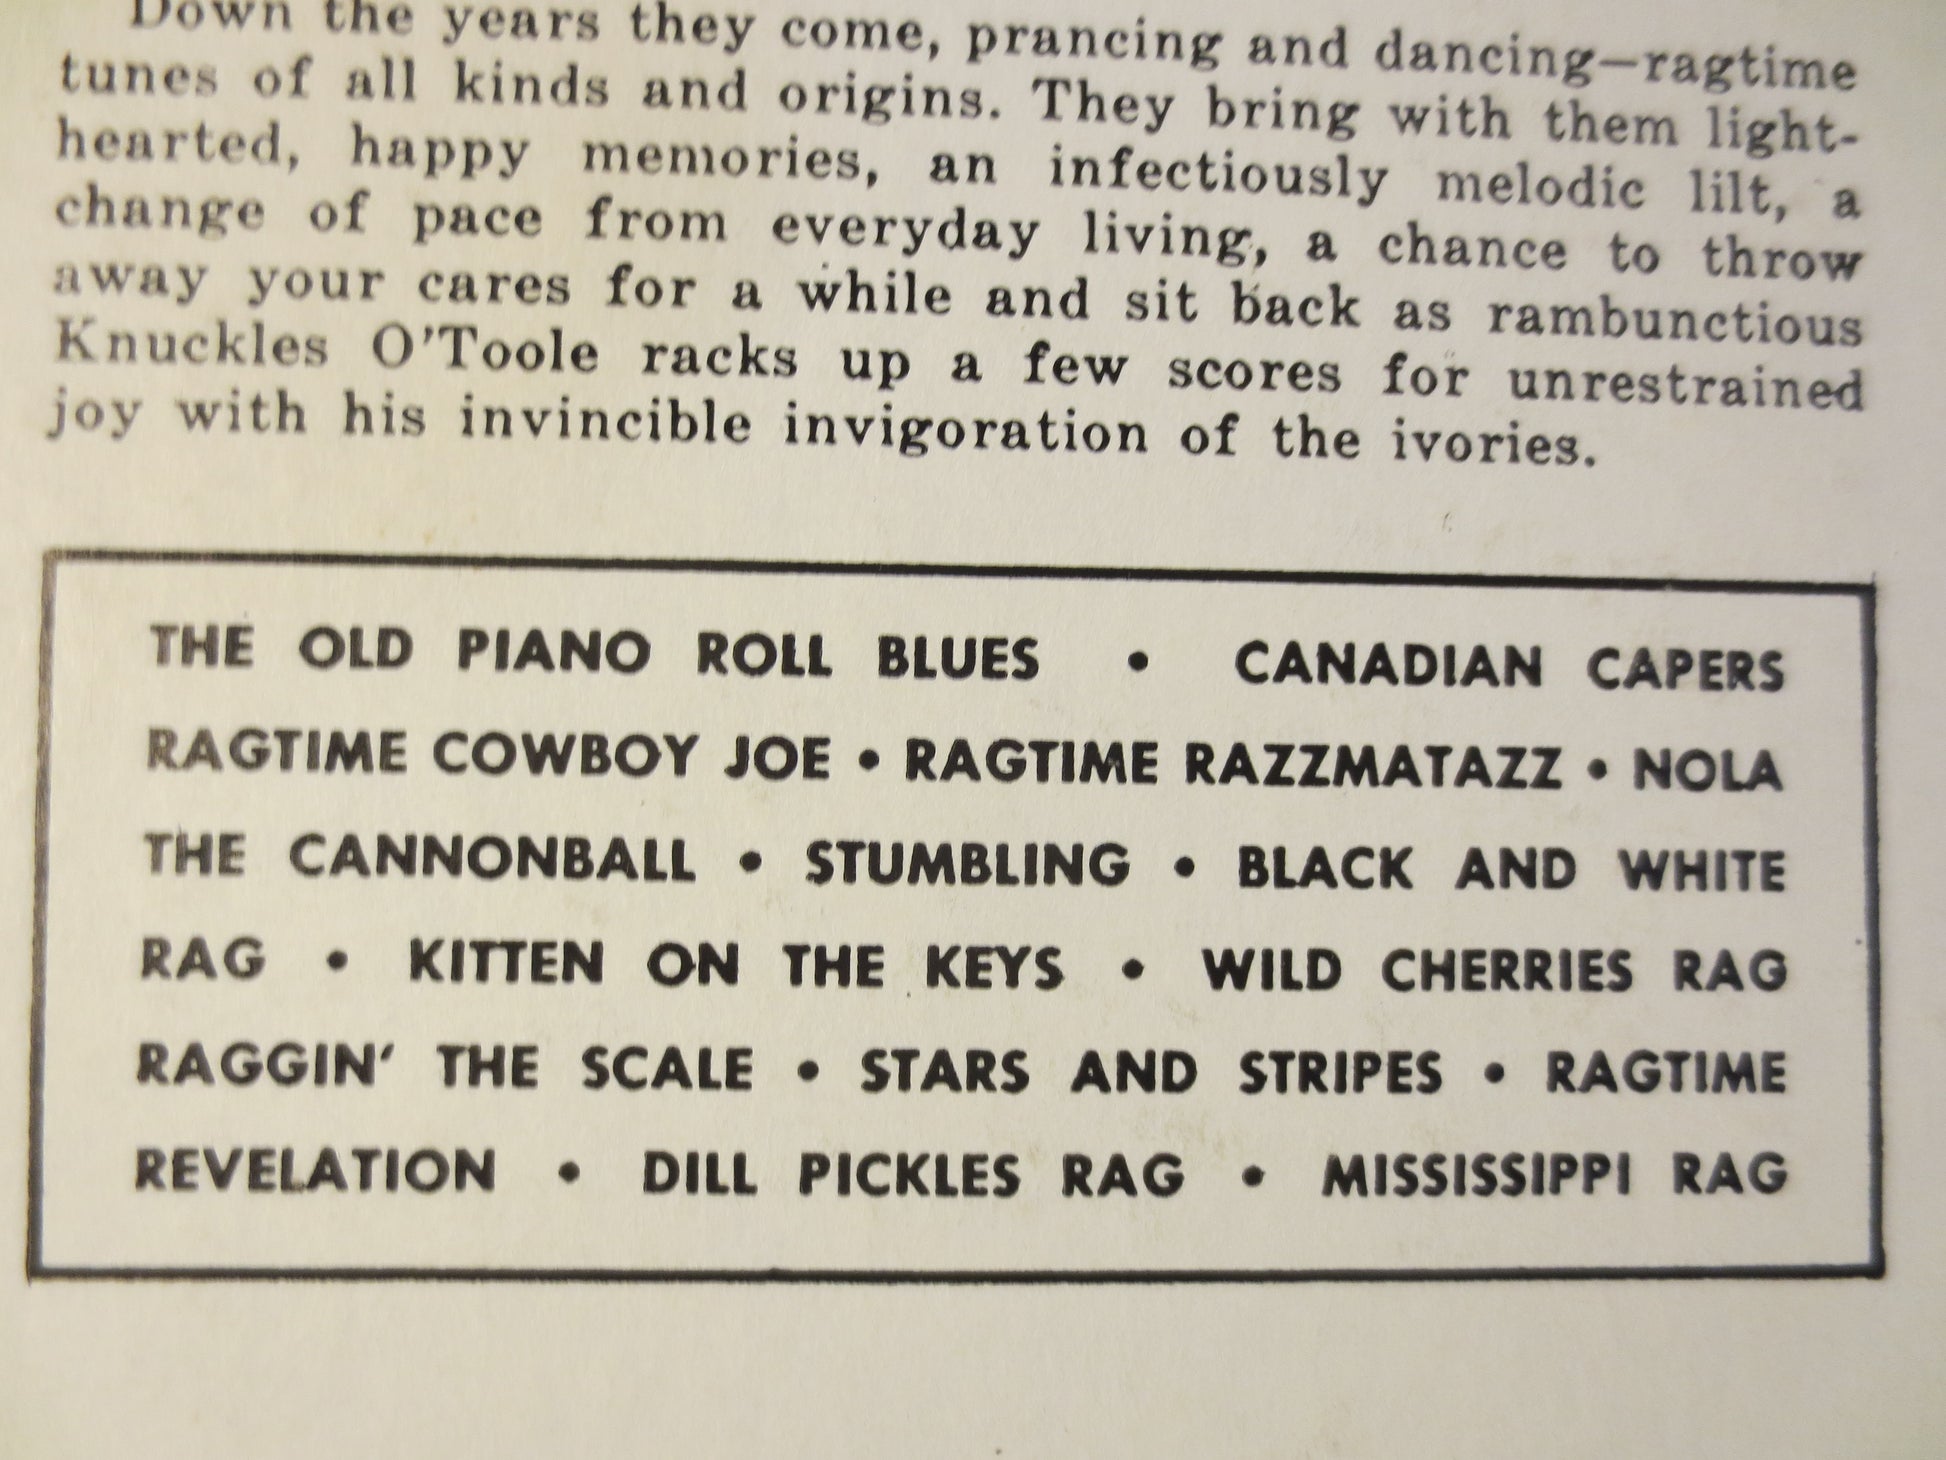 Down the years they come, prancing and dancing—ragtime
tunes of all kinds and origins. They bring with them light-
hearted, happy memories, an infectiously melodic lilt, a
change of pace from everyday living, a chance to throw
away your cares for a while and sit back as rambunctious
Knuckles O'Toole racks up a few scores for unrestrained
joy with his invincible invigoration of the ivories.
THE OLD PIANO ROLL BLUES • CANADIAN CAPERS
RAGTIME COWBOY JOE • RAGTIME RAZZMATAZZ • NOLA
THE CANNONBALL • STUMBLING • BLACK AND WHITE
RAG • KITTEN ON THE KEYS • WILD CHERRIES RAG
RAGGIN' THE SCALE • STARS AND STRIPES • RAGTIME
REVELATION • DILL PICKLES RAG • MISSISSIPPI RAG